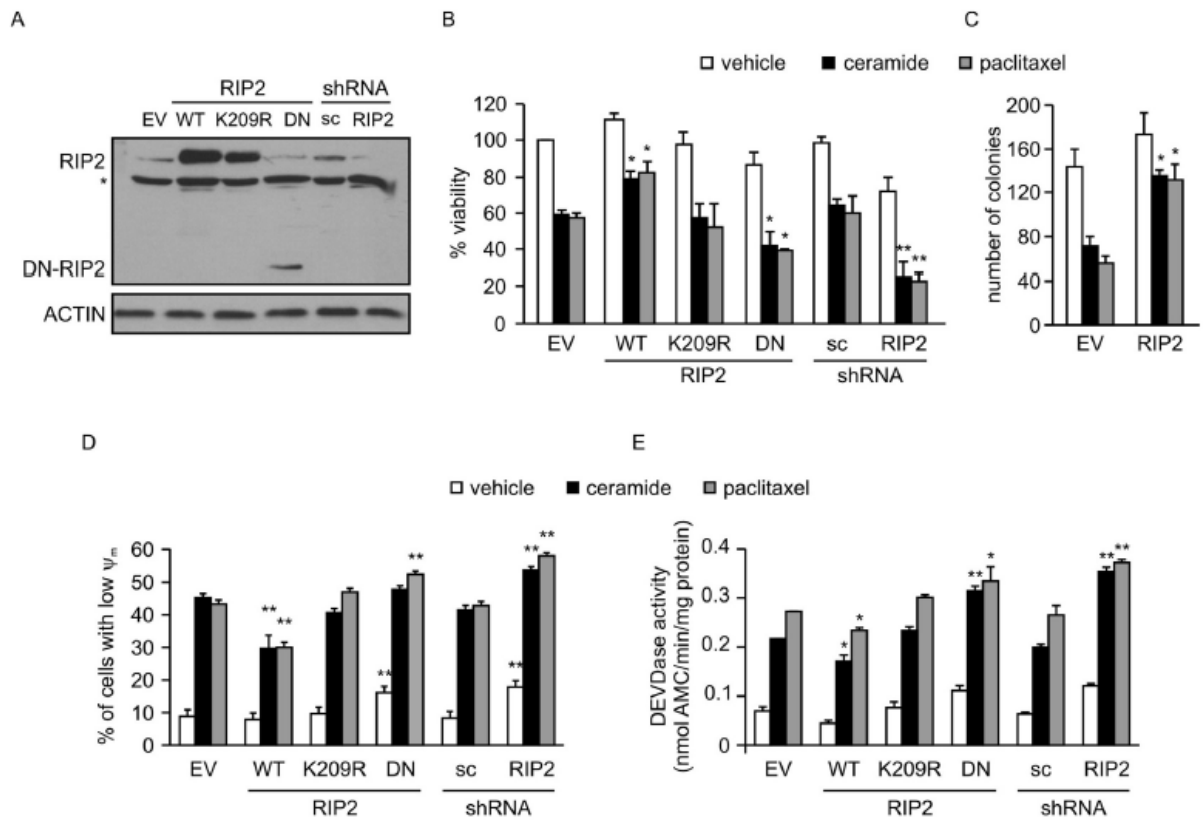 A
RIP2 shRNA
EV WT K209R DN sc RIP2
RIP2
*
DN-RIP2
ACTIN
B
vehicle ceramide paclitaxel
% viability
120
100
80
60
40
20
0
* *
* *
** **
EV WT K209R DN sc RIP2
RIP2 shRNA
C
number of colonies
200
160
120
80
40
0
* *
EV RIP2
D
vehicle ceramide paclitaxel
% of cells with low ψm
60
50
40
30
20
10
0
** **
** **
** ** **
EV WT K209R DN sc RIP2
RIP2 shRNA
E
DEVDase activity
(nmol AMC/min/mg protein)
0.4
0.3
0.2
0.1
0
* *
** *
** **
EV WT K209R DN sc RIP2
RIP2 shRNA